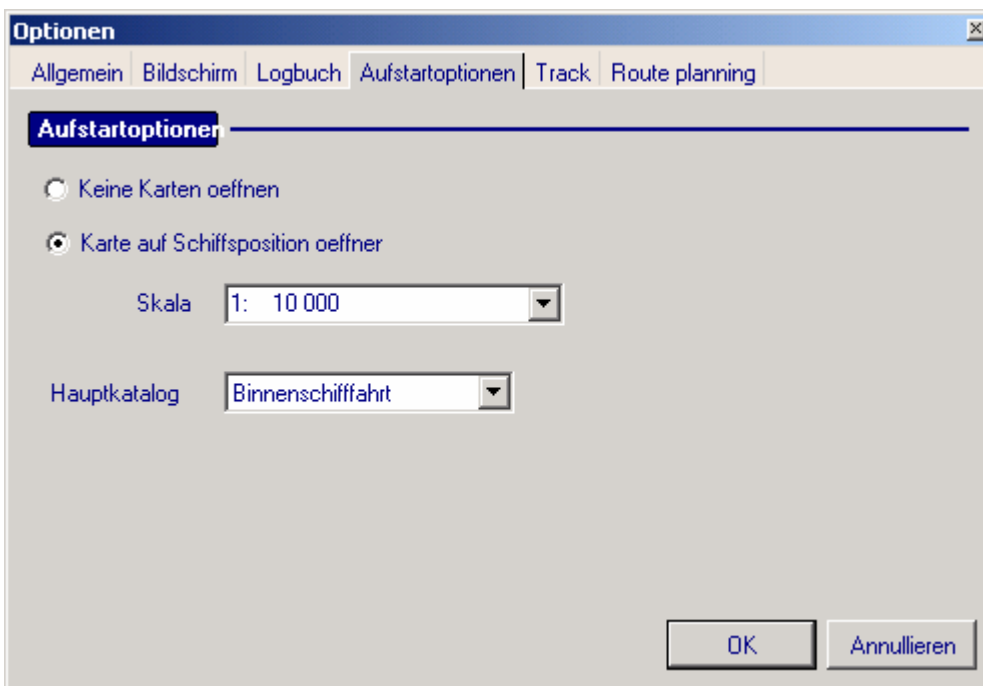 Optionen
Allgemein Bildschirm Logbuch Aufstartoptionen Track Route planning
Aufstartoptionen
Keine Karten oeffnen
Karte auf Schiffsposition oeffner
Skala 1: 10 000
Hauptkatalog Binnenschifffahrt
OK Annullieren